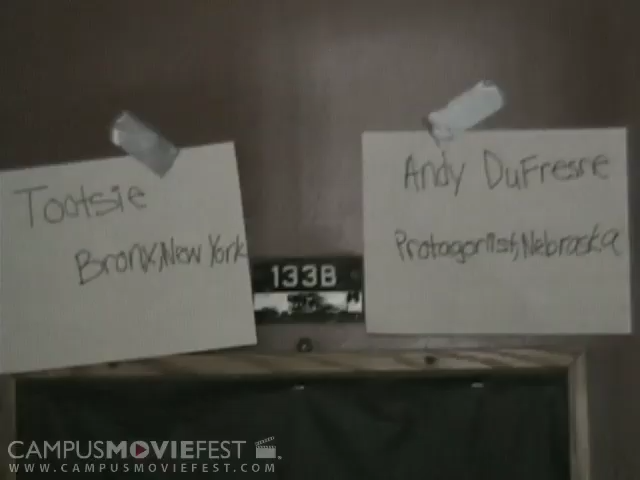 Tootsie
Bronx, New York
133B
Andy DuFresne
Protagonist, Nebraska
CAMPUSMOVIEFEST
WWW.CAMPUSMOVIEFEST.COM